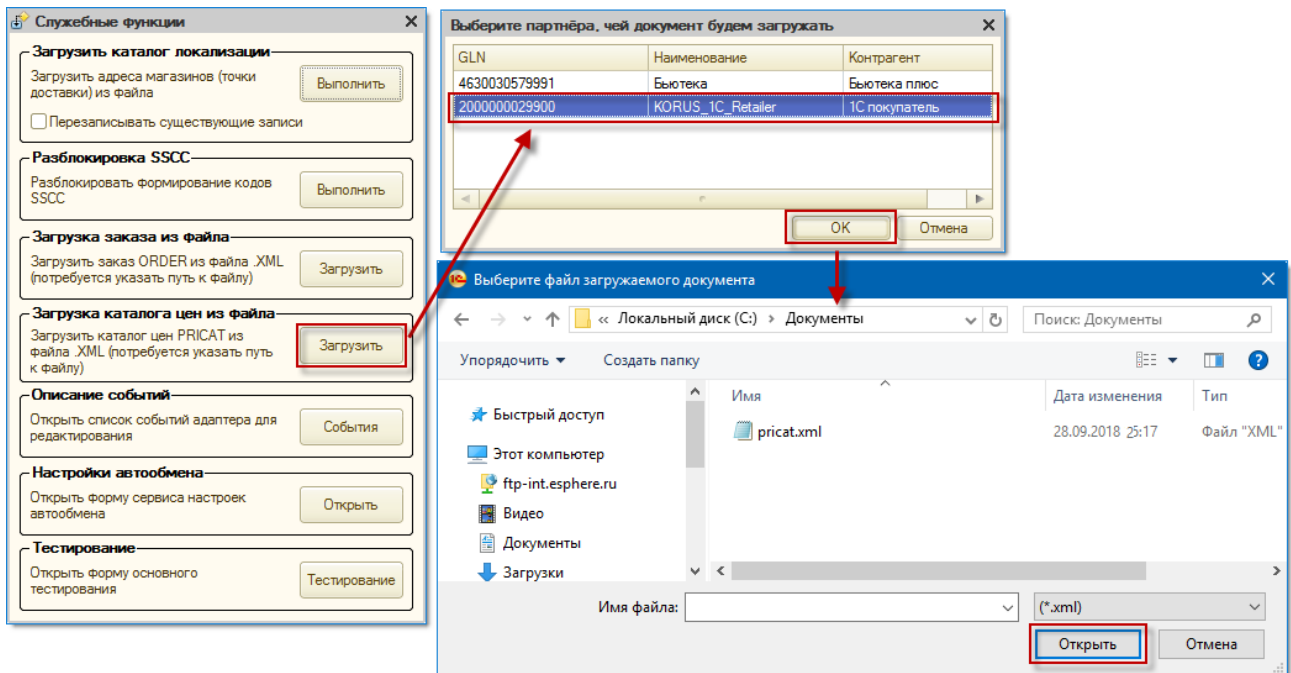 Служебные функции
Загрузить каталог локализации
Загрузить адреса магазинов (точки
доставки) из файла
Выполнить
Перезаписывать существующие записи
Разблокировка SSCC
Разблокировать формирование кодов
SSCC
Выполнить
Загрузка заказа из файла
Загрузить заказ ORDER из файла .XML
(потребуется указать путь к файлу)
Загрузить
Загрузка каталога цен из файла
Загрузить каталог цен PRICAT из
файла .XML (потребуется указать путь
к файлу)
Загрузить
Описание событий
Открыть список событий адаптера для
редактирования
События
Настройки автообмена
Открыть форму сервиса настроек
автообмена
Открыть
Тестирование
Открыть форму основного
тестирования
Тестирование
Выберите партнёра, чей документ будем загружать
GLN Наименование Контрагент
4630030579991 Бьютека Бьютека плюс
2000000029900 KORUS_1C_Retailer 1С покупатель
OK Отмена
Выберите файл загружаемого документа
« Локальный диск (C:) › Документы
Поиск: Документы
Упорядочить Создать папку
Имя Дата изменения Тип
Быстрый доступ
pricat.xml 28.09.2018 25:17 Файл "XML"
Этот компьютер
ftp-int.esphere.ru
Видео
Документы
Загрузки
Имя файла: (*.xml)
Открыть Отмена